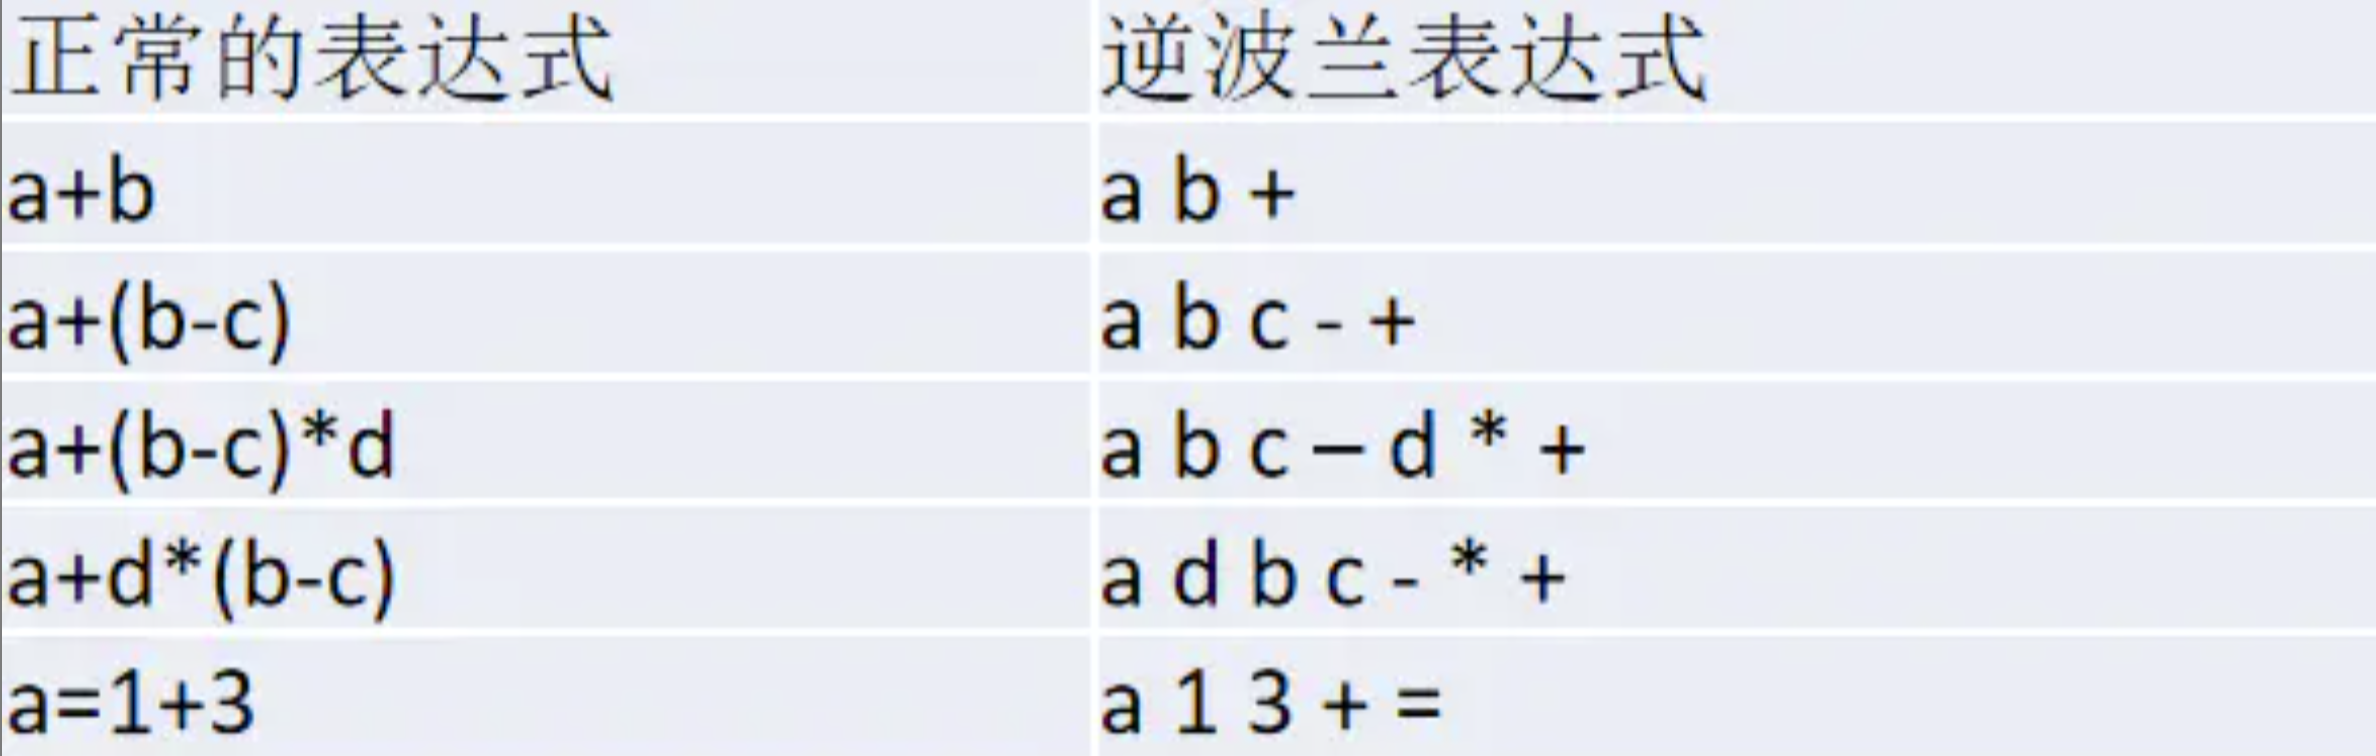 正常的表达式 逆波兰表达式
a+b a b +
a+(b-c) a b c - +
a+(b-c)*d a b c – d * +
a+d*(b-c) a d b c - * +
a=1+3 a 1 3 + =